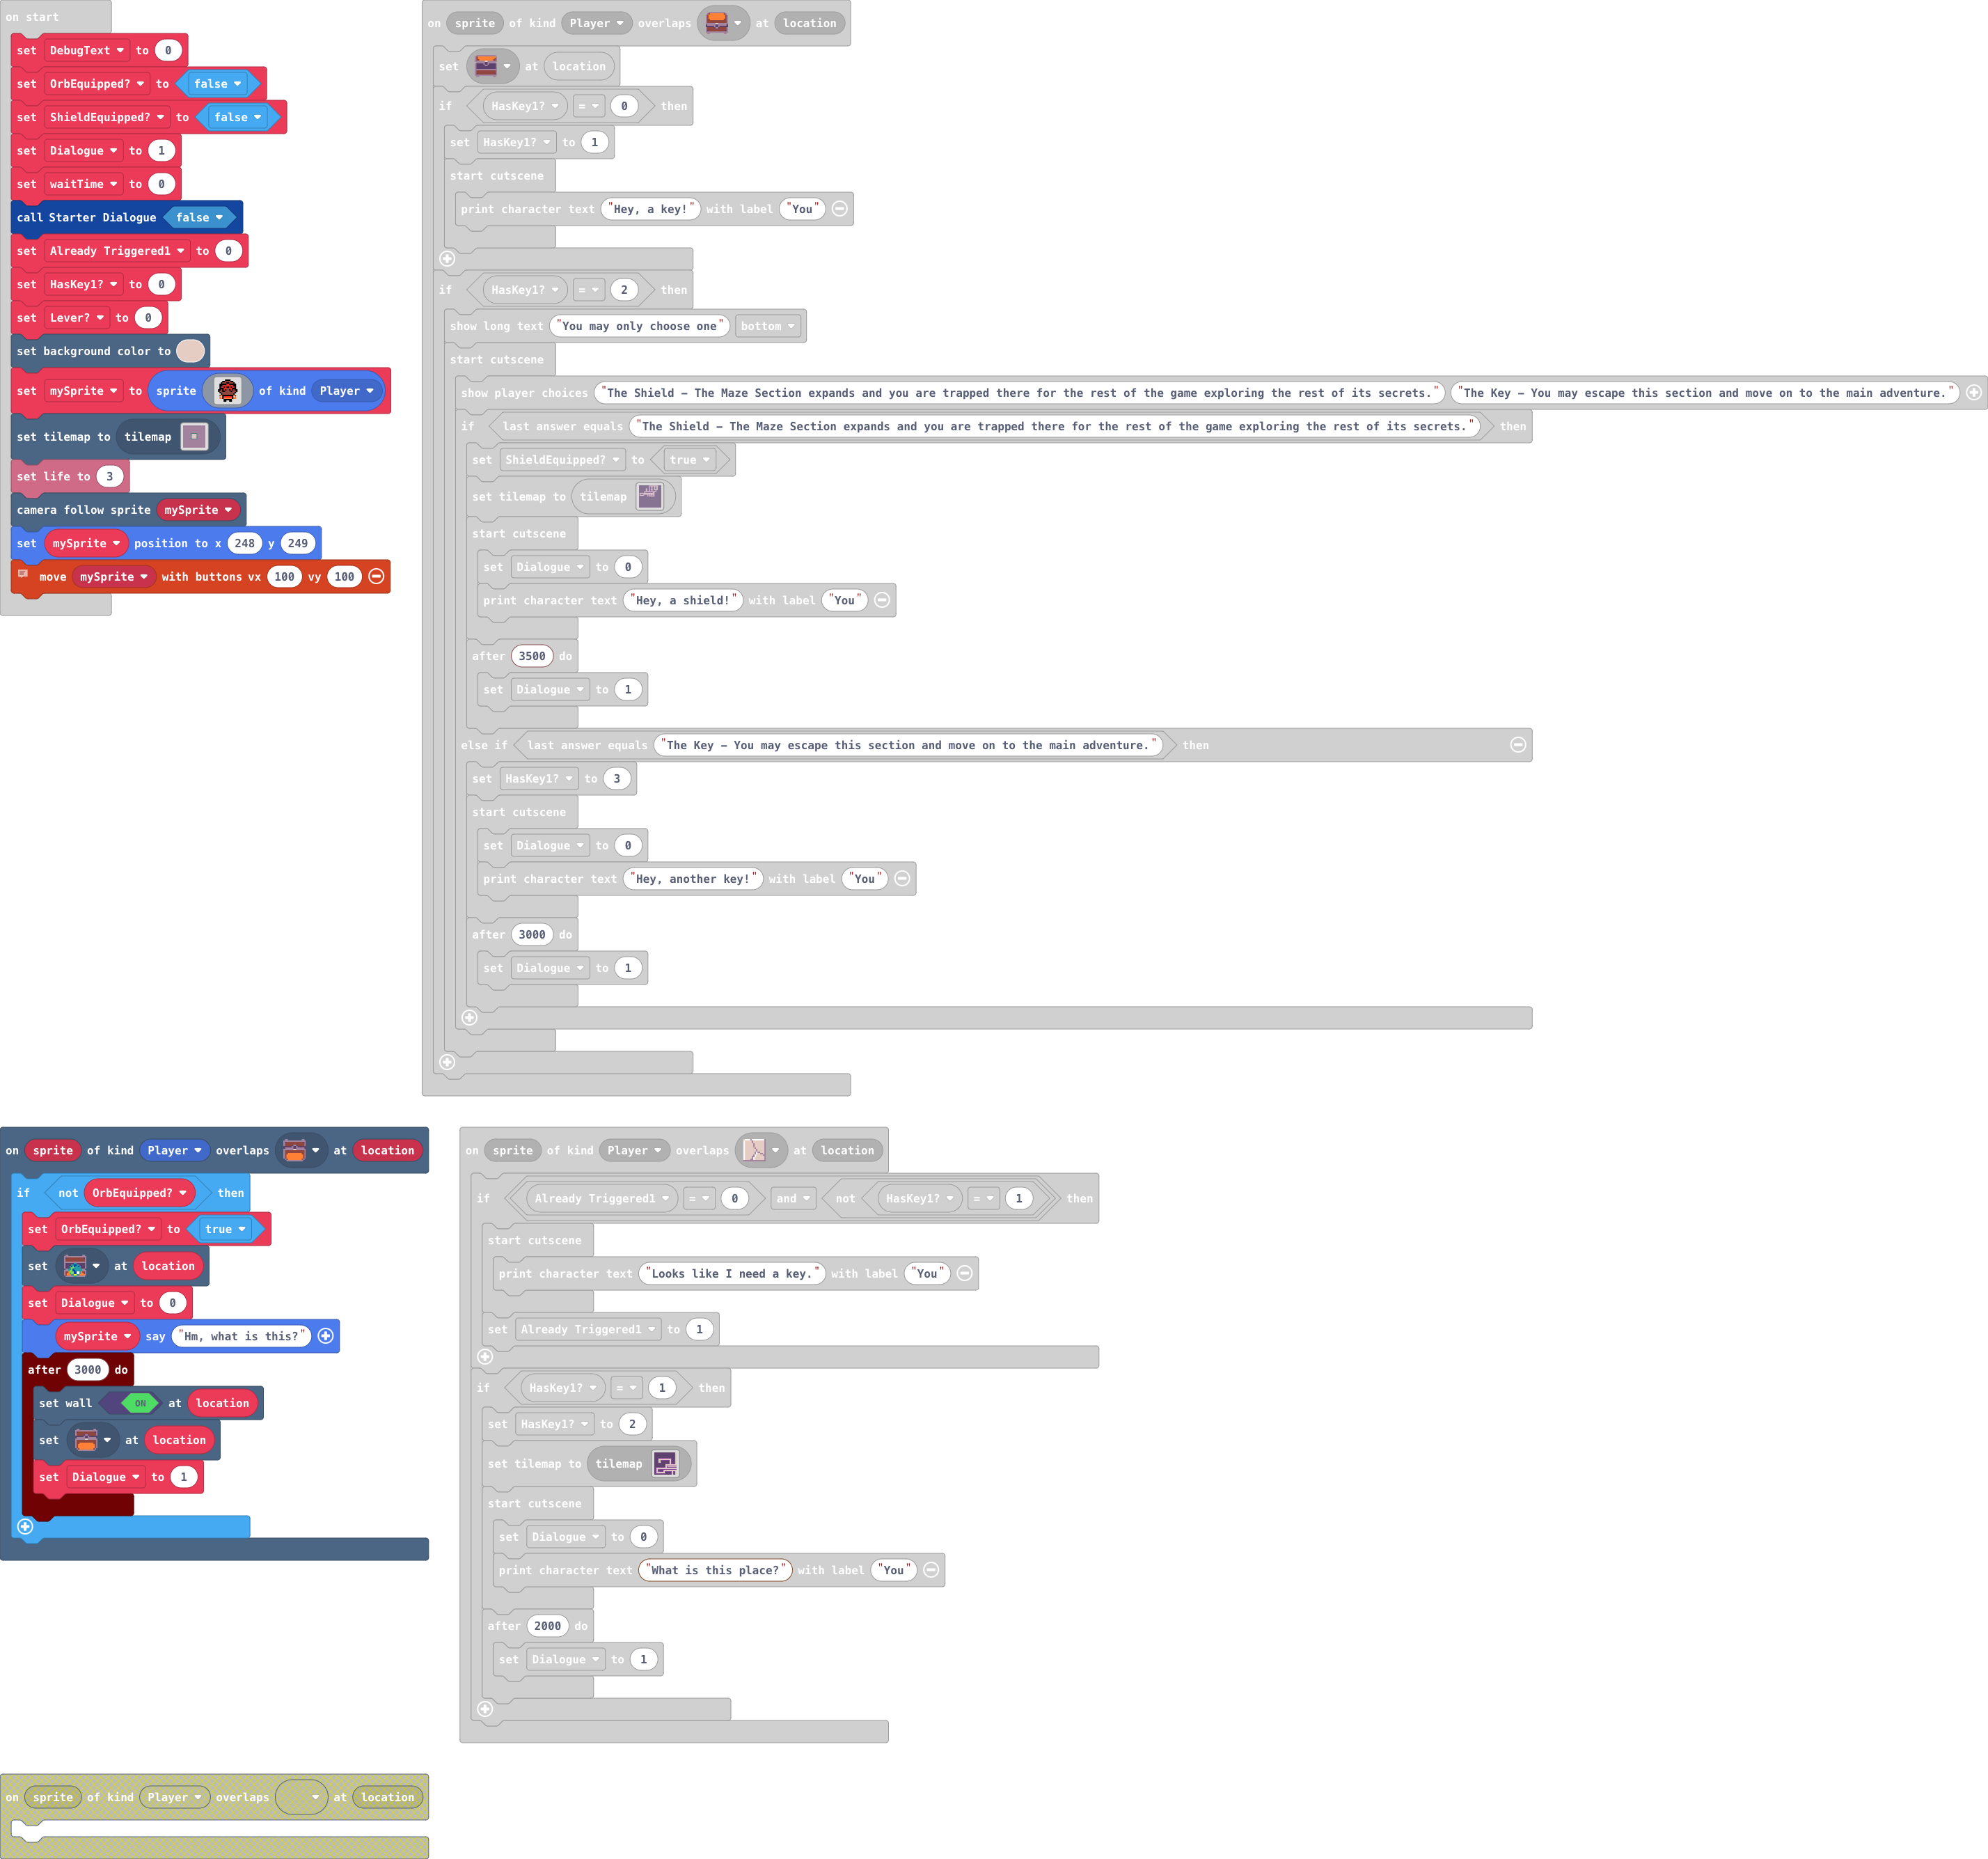 on start
set DebugText to 0
set OrbEquipped? to false
set ShieldEquipped? to false
set Dialogue to 1
set waitTime to 0
call Starter Dialogue false
set Already Triggered1 to 0
set HasKey1? to 0
set Lever? to 0
set background color to
set mySprite to sprite of kind Player
set tilemap to tilemap
set life to 3
camera follow sprite mySprite
set mySprite position to x 248 y 249
move mySprite with buttons vx 100 vy 100
on sprite of kind Player overlaps at location
set at location
if HasKey1? = 0 then
set HasKey1? to 1
start cutscene
print character text "Hey, a key!" with label "You"
if HasKey1? = 2 then
show long text "You may only choose one" bottom
start cutscene
show player choices "The Shield – The Maze Section expands and you are trapped there for the rest of the game exploring the rest of its secrets." "The Key – You may escape this section and move on to the main adventure."
if last answer equals "The Shield – The Maze Section expands and you are trapped there for the rest of the game exploring the rest of its secrets." then
set ShieldEquipped? to true
set tilemap to tilemap
start cutscene
set Dialogue to 0
print character text "Hey, a shield!" with label "You"
after 3500 do
set Dialogue to 1
else if last answer equals "The Key – You may escape this section and move on to the main adventure." then
set HasKey1? to 3
start cutscene
set Dialogue to 0
print character text "Hey, another key!" with label "You"
after 3000 do
set Dialogue to 1
on sprite of kind Player overlaps at location
if not OrbEquipped? then
set OrbEquipped? to true
set at location
set Dialogue to 0
mySprite say "Hm, what is this?"
after 3000 do
set wall ON at location
set at location
set Dialogue to 1
on sprite of kind Player overlaps at location
if Already Triggered1 = 0 and not HasKey1? = 1 then
start cutscene
print character text "Looks like I need a key." with label "You"
set Already Triggered1 to 1
if HasKey1? = 1 then
set HasKey1? to 2
set tilemap to tilemap
start cutscene
set Dialogue to 0
print character text "What is this place?" with label "You"
after 2000 do
set Dialogue to 1
on sprite of kind Player overlaps at location